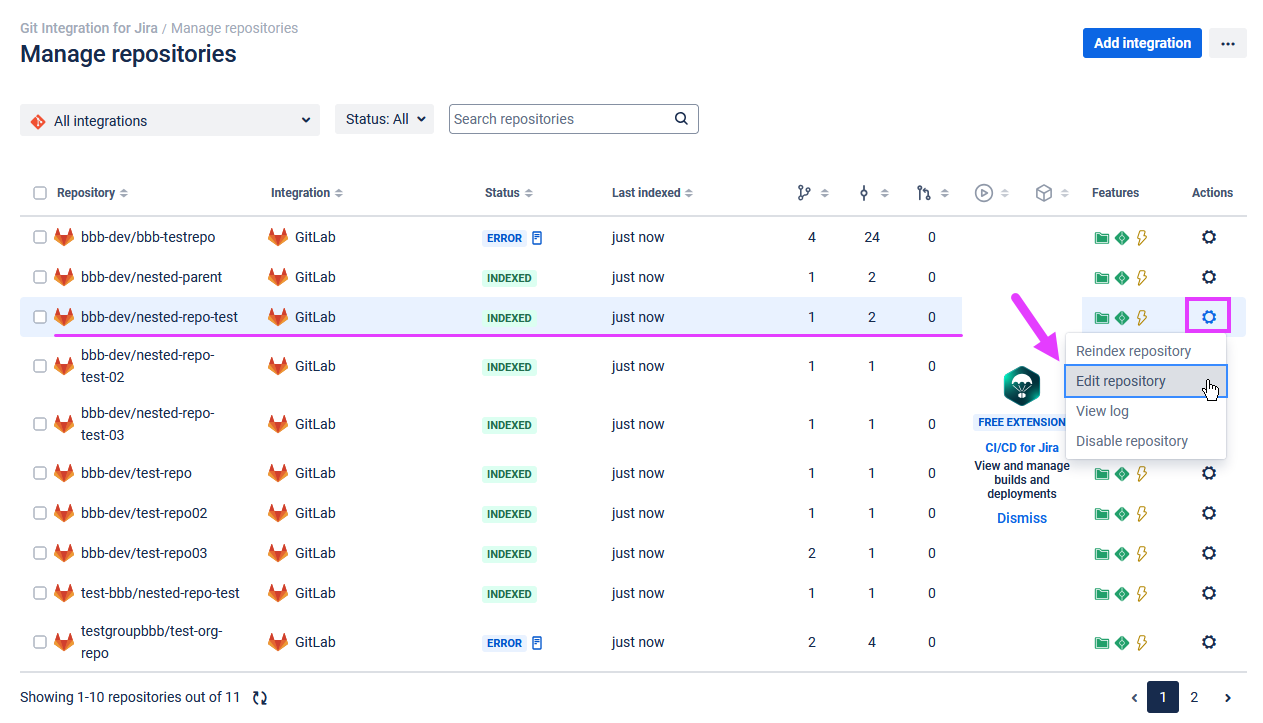 Git Integration for Jira / Manage repositories
Manage repositories
Add integration
All integrations
Status: All
Search repositories
Repository Integration Status Last indexed Features Actions
bbb-dev/bbb-testrepo GitLab ERROR just now 4 24 0
bbb-dev/nested-parent GitLab INDEXED just now 1 2 0
bbb-dev/nested-repo-test GitLab INDEXED just now 1 2 0
Reindex repository
Edit repository
View log
Disable repository
bbb-dev/nested-repo-
test-02
GitLab INDEXED just now 1 1 0
bbb-dev/nested-repo-
test-03
GitLab INDEXED just now 1 1 0
FREE EXTENSION
CI/CD for Jira
View and manage
builds and
deployments
Dismiss
bbb-dev/test-repo GitLab INDEXED just now 1 1 0
bbb-dev/test-repo02 GitLab INDEXED just now 1 1 0
bbb-dev/test-repo03 GitLab INDEXED just now 2 1 0
test-bbb/nested-repo-test GitLab INDEXED just now 1 1 0
testgroupbbb/test-org-
repo
GitLab ERROR just now 2 4 0
Showing 1-10 repositories out of 11
1 2